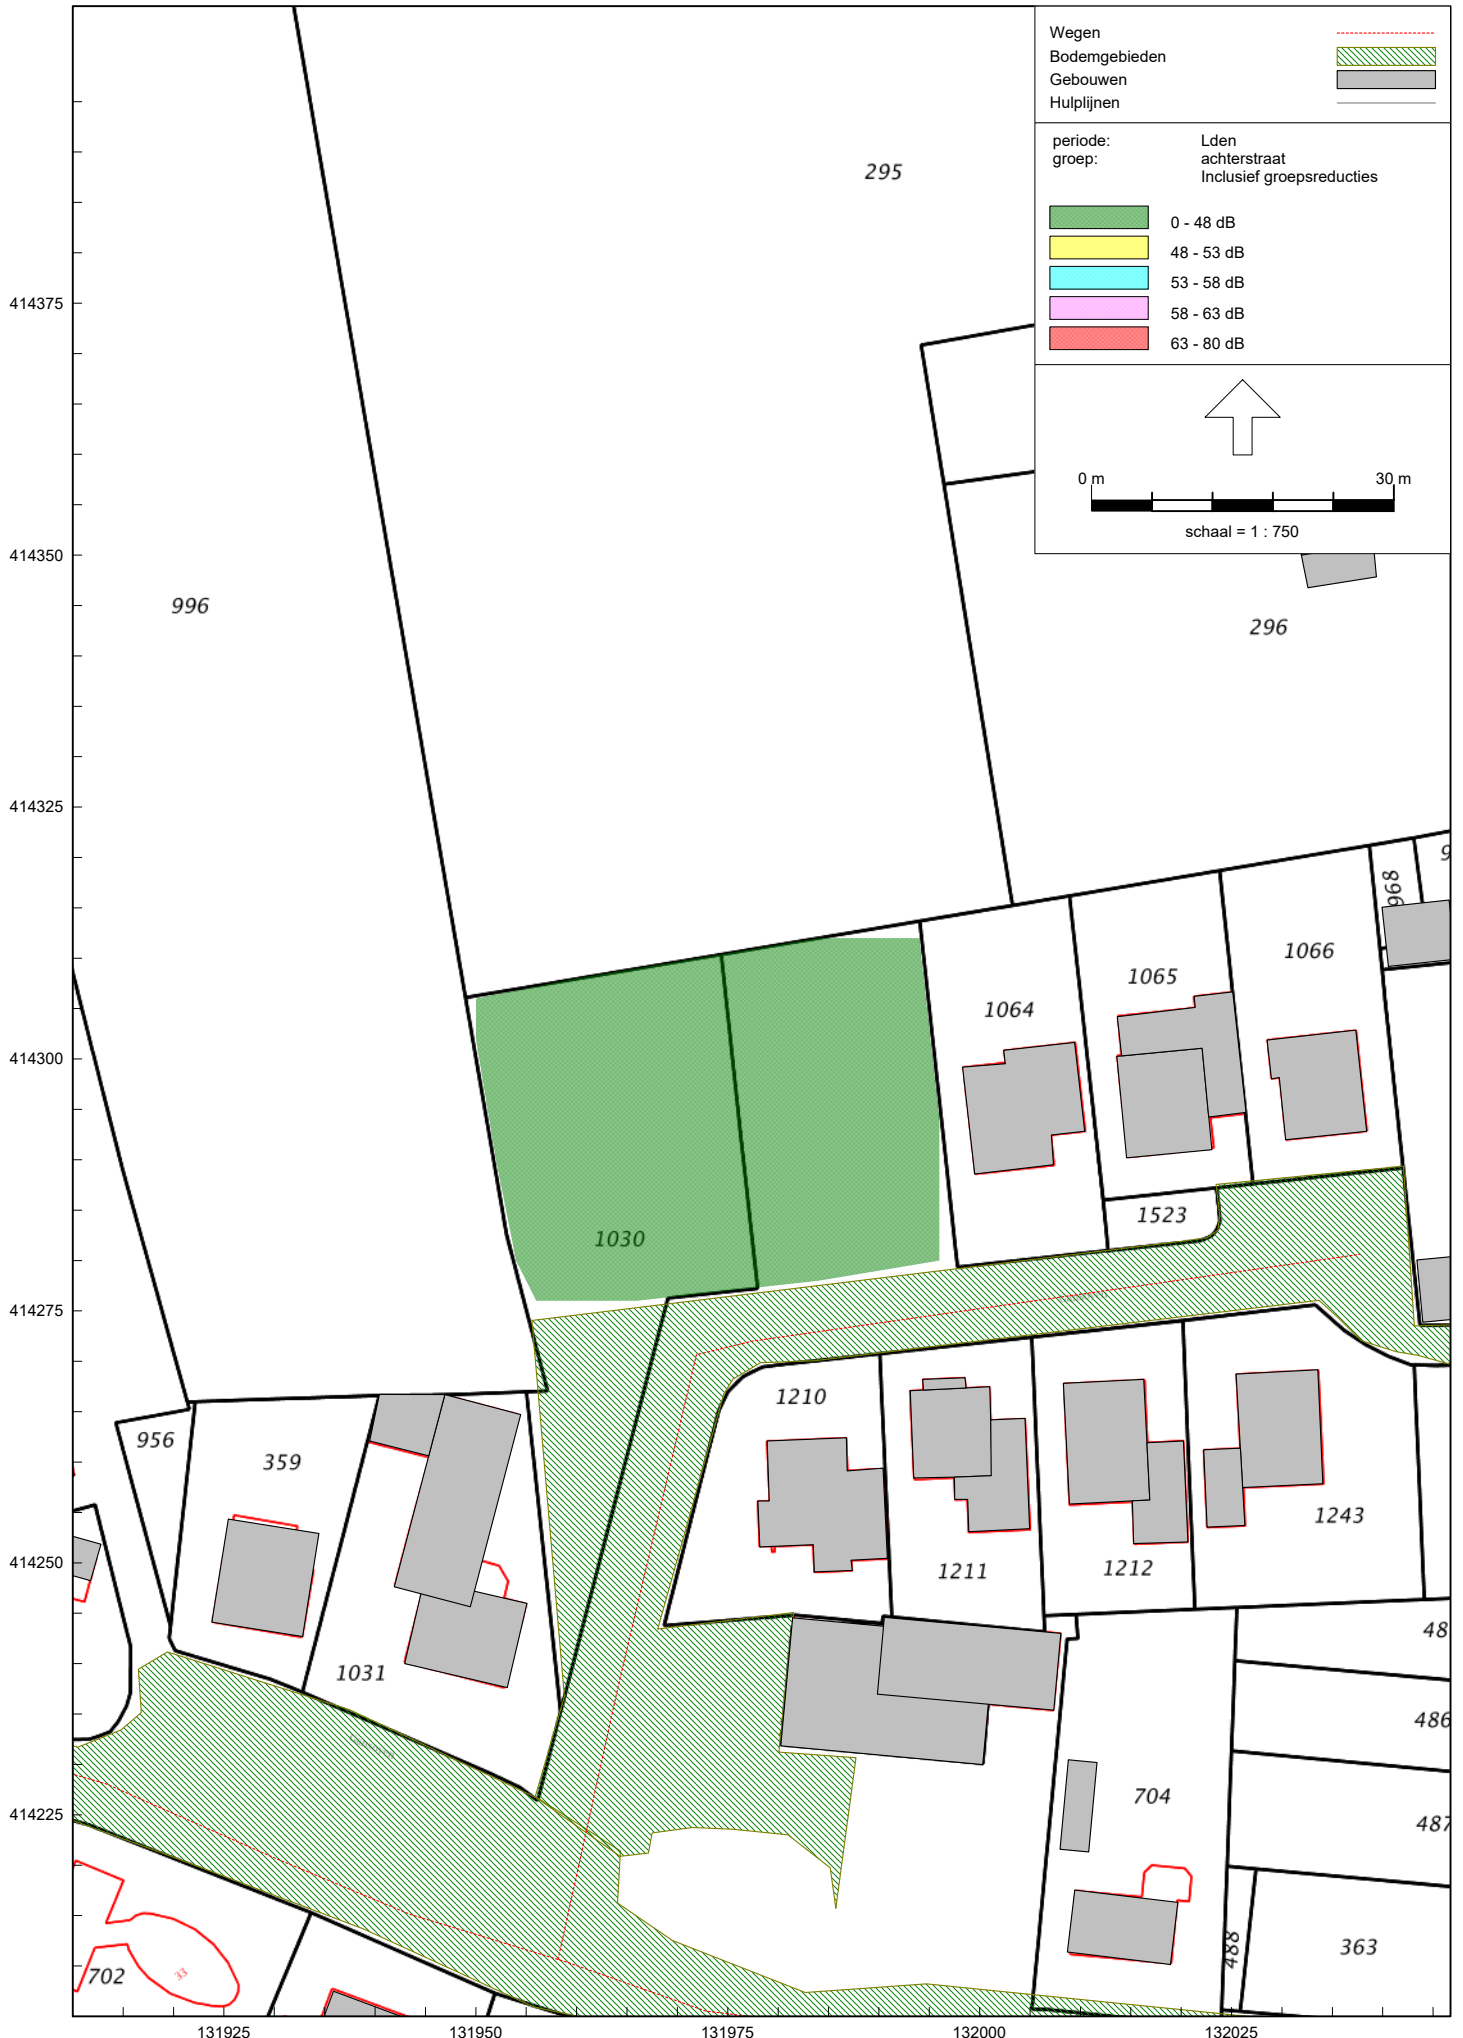 Wegen
Bodemgebieden
Gebouwen
Hulplijnen
periode: Lden
groep: achterstraat
Inclusief groepsreducties
0 - 48 dB
48 - 53 dB
53 - 58 dB
58 - 63 dB
63 - 80 dB
0 m 30 m
schaal = 1 : 750
295
414375
414350
996
296
414325
968
9
1066
1065
1064
414300
1523
1030
414275
1210
956
359
1243
1211
1212
414250
48
1031
486
704
487
414225
488
363
702
33
131925 131950 131975 132000 132025